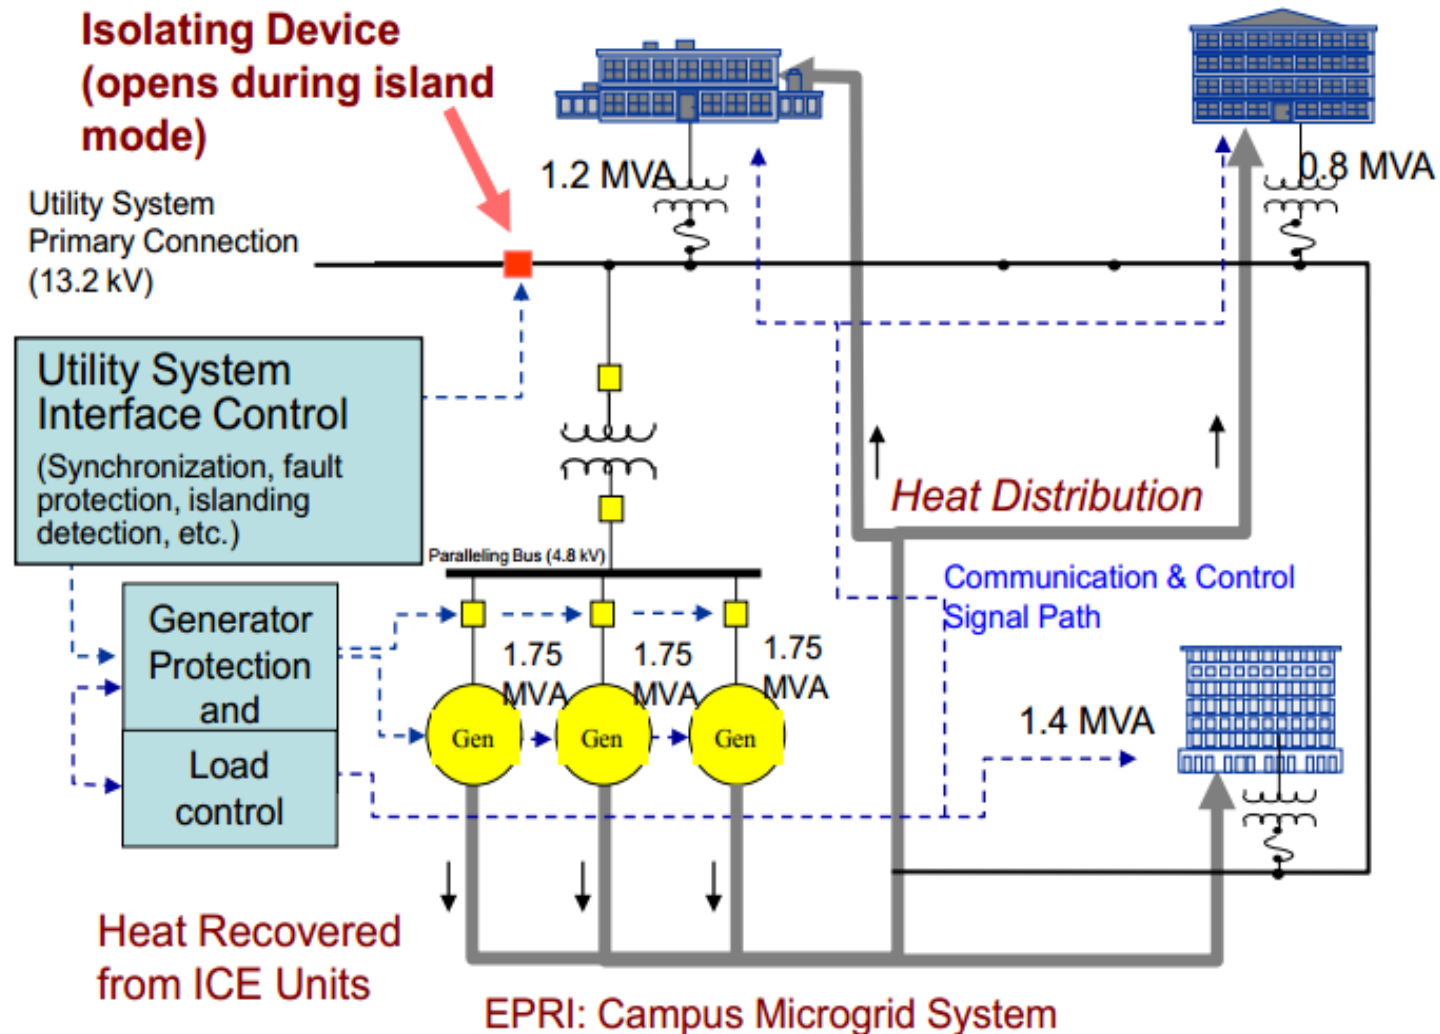 Isolating Device
(opens during island
mode)
1.2 MVA
0.8 MVA
Utility System
Primary Connection
(13.2 kV)
Utility System
Interface Control
(Synchronization, fault
protection, islanding
detection, etc.)
Heat Distribution
Paralleling Bus (4.8 kV)
Communication & Control
Signal Path
Generator
Protection
and
1.75
MVA
1.75
MVA
1.75
MVA
Gen
Gen
Gen
1.4 MVA
Load
control
Heat Recovered
from ICE Units
EPRI: Campus Microgrid System